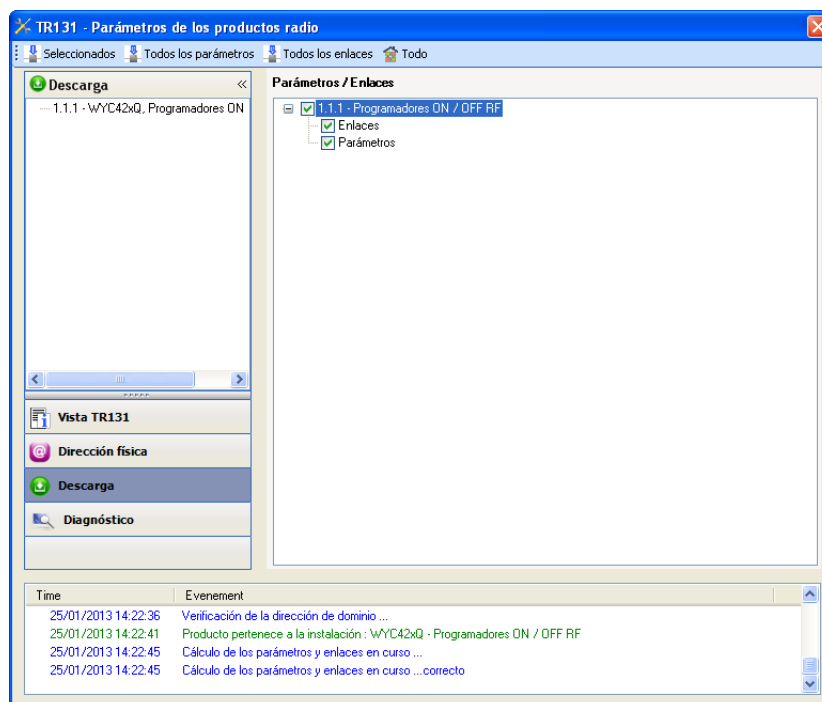 TR131 - Parámetros de los productos radio
Seleccionados Todos los parámetros Todos los enlaces Todo
Descarga
1.1.1 - WYC42xQ, Programadores ON
Vista TR131
Dirección física
Descarga
Diagnóstico
Parámetros / Enlaces
1.1.1 - Programadores ON / OFF RF
Enlaces
Parámetros
Time Evenement
25/01/2013 14:22:36 Verificación de la dirección de dominio ...
25/01/2013 14:22:41 Producto pertenece a la instalación : WYC42xQ - Programadores ON / OFF RF
25/01/2013 14:22:45 Cálculo de los parámetros y enlaces en curso ...
25/01/2013 14:22:45 Cálculo de los parámetros y enlaces en curso ...correcto